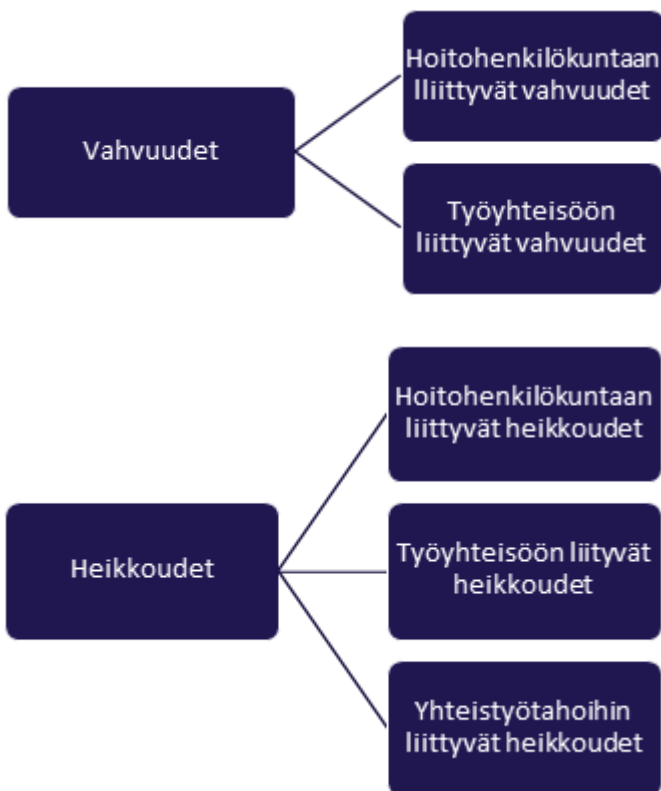 Vahvuudet
Hoitohenkilökuntaan
lliittyvät vahvuudet
Työyhteisöön
liittyvät vahvuudet
Heikkoudet
Hoitohenkilökuntaan
liittyvät heikkoudet
Työyhteisöön liityvät
heikkoudet
Yhteistyötahoihin
liittyvät heikkoudet